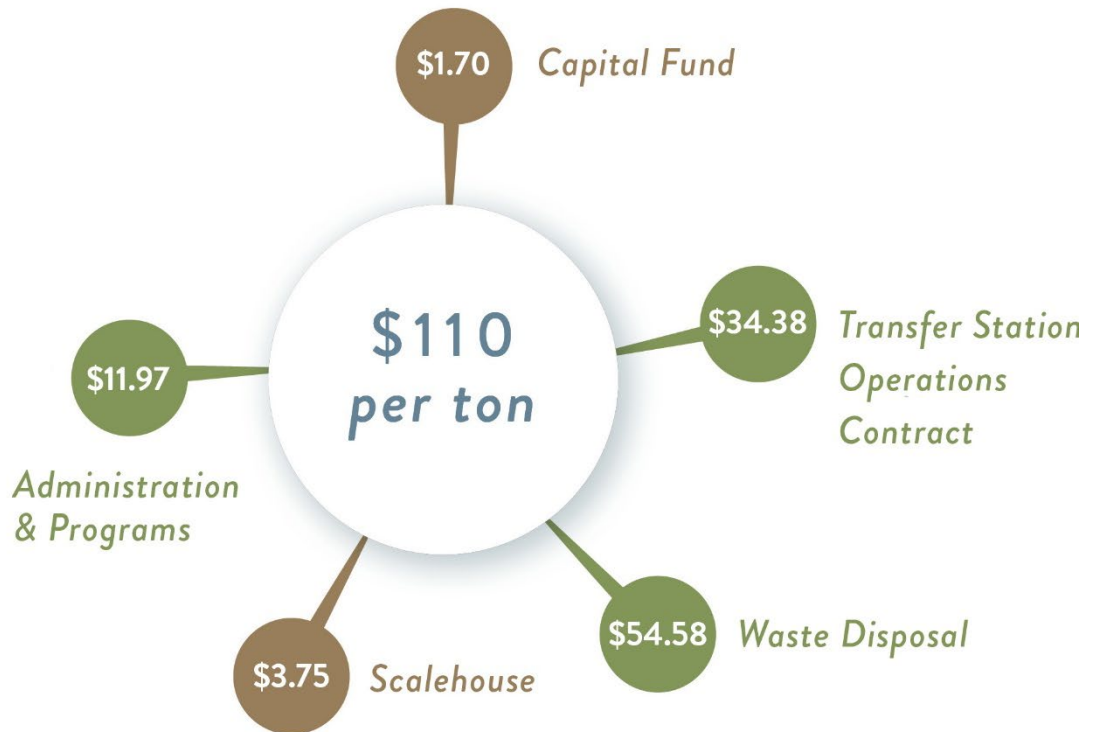 $1.70
Capital Fund
$110
per ton
$34.38
Transfer Station
Operations
Contract
$11.97
Administration
& Programs
$54.58
Waste Disposal
$3.75
Scalehouse